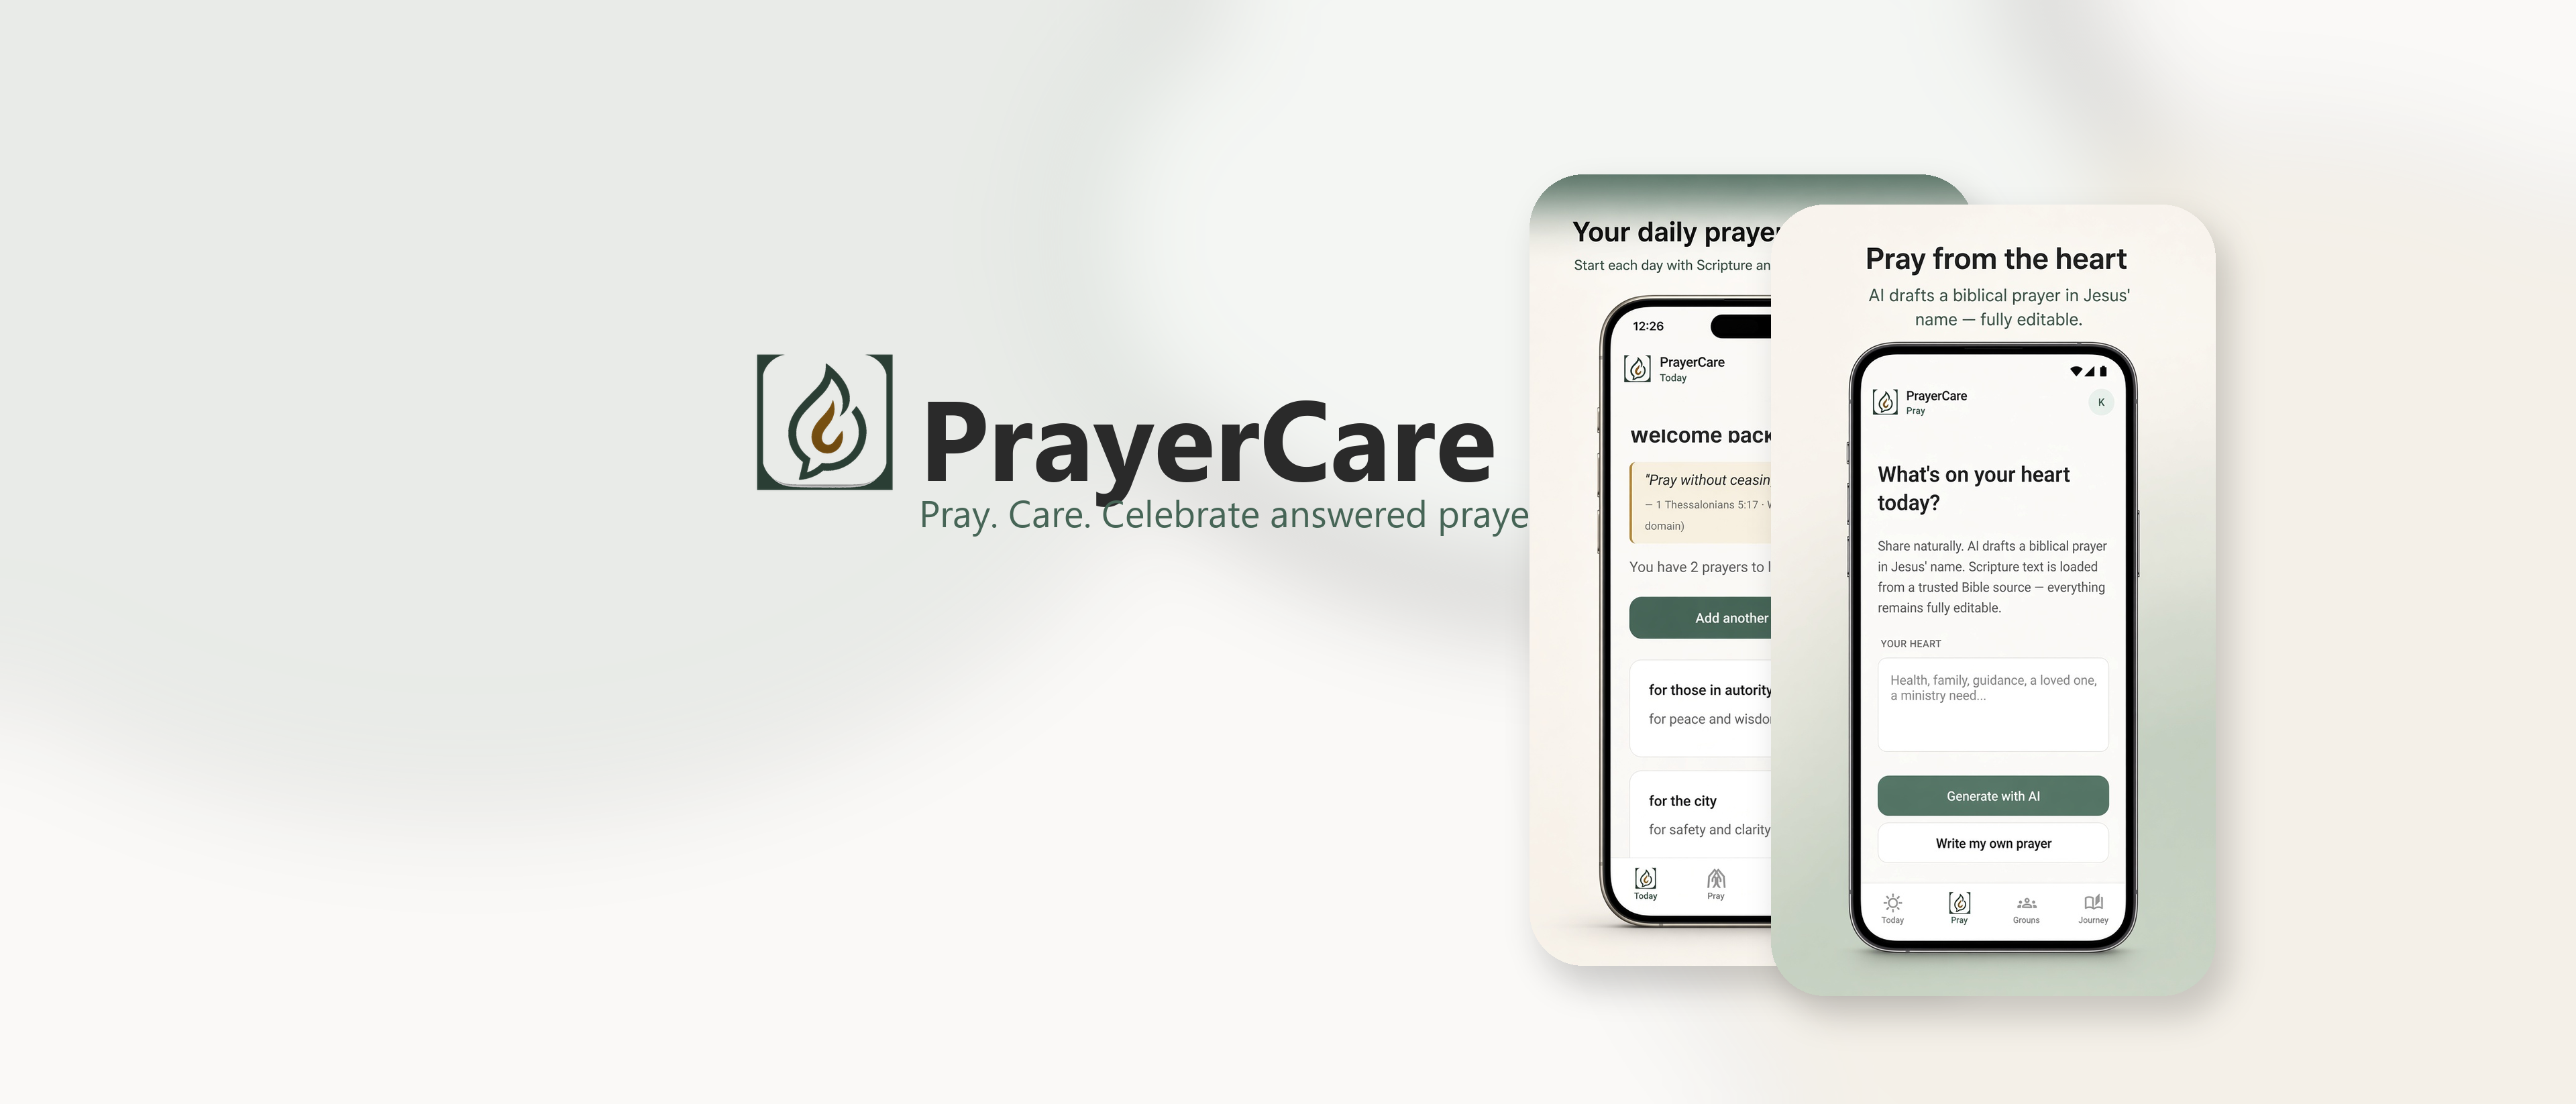 PrayerCare
Pray. Care. Celebrate answered praye
Your daily prayer
Start each day with Scripture an
12:26
PrayerCare
Today
welcome back
"Pray without ceasin
— 1 Thessalonians 5:17 ·
domain)
You have 2 prayers to
Add another
for those in autority
for peace and wisdo
for the city
for safety and clarity
Today
Pray
Pray from the heart
AI drafts a biblical prayer in Jesus'
name — fully editable.
PrayerCare
Pray
K
What's on your heart
today?
Share naturally. AI drafts a biblical prayer
in Jesus' name. Scripture text is loaded
from a trusted Bible source — everything
remains fully editable.
YOUR HEART
Health, family, guidance, a loved one,
a ministry need...
Generate with AI
Write my own prayer
Today
Pray
Grouns
Journey